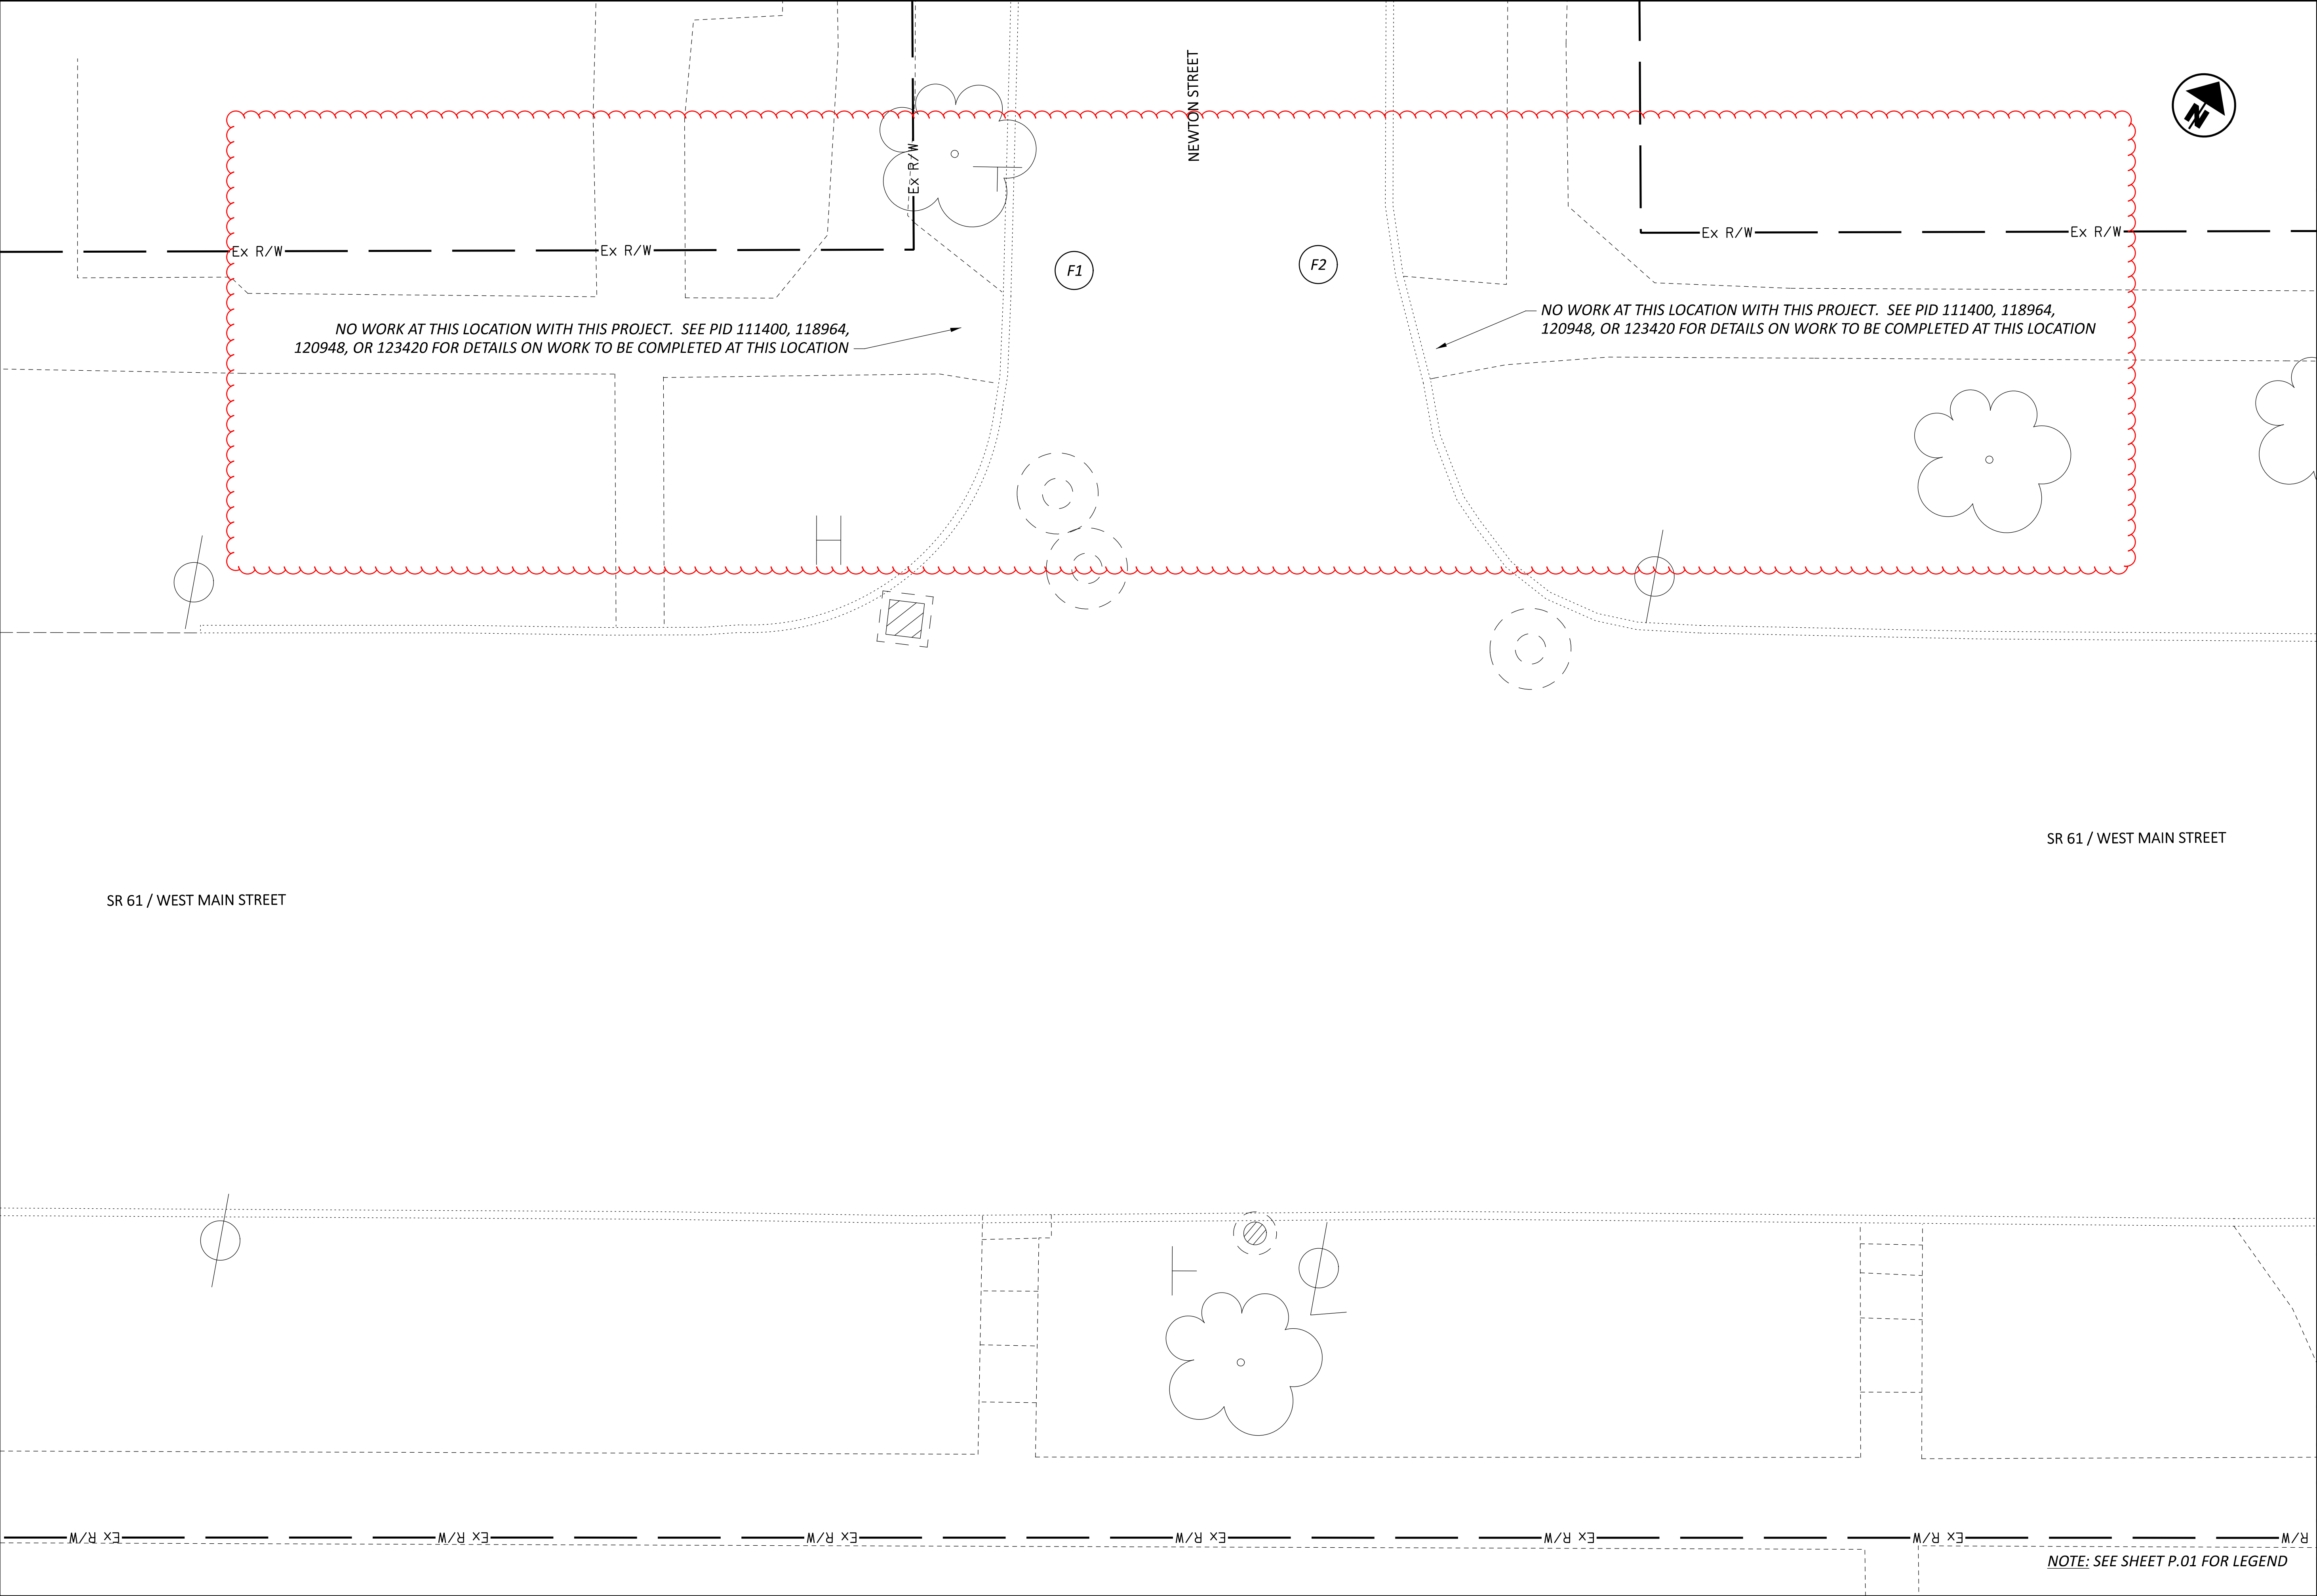 NEWTON STREET
N
Ex R/W
Ex R/W
Ex R/W
Ex R/W
Ex R/W
F1
F2
NO WORK AT THIS LOCATION WITH THIS PROJECT. SEE PID 111400, 118964,
120948, OR 123420 FOR DETAILS ON WORK TO BE COMPLETED AT THIS LOCATION
NO WORK AT THIS LOCATION WITH THIS PROJECT. SEE PID 111400, 118964,
120948, OR 123420 FOR DETAILS ON WORK TO BE COMPLETED AT THIS LOCATION
H
SR 61 / WEST MAIN STREET
SR 61 / WEST MAIN STREET
Ex R/W
Ex R/W
Ex R/W
Ex R/W
Ex R/W
Ex R/W
R/W
NOTE: SEE SHEET P.01 FOR LEGEND